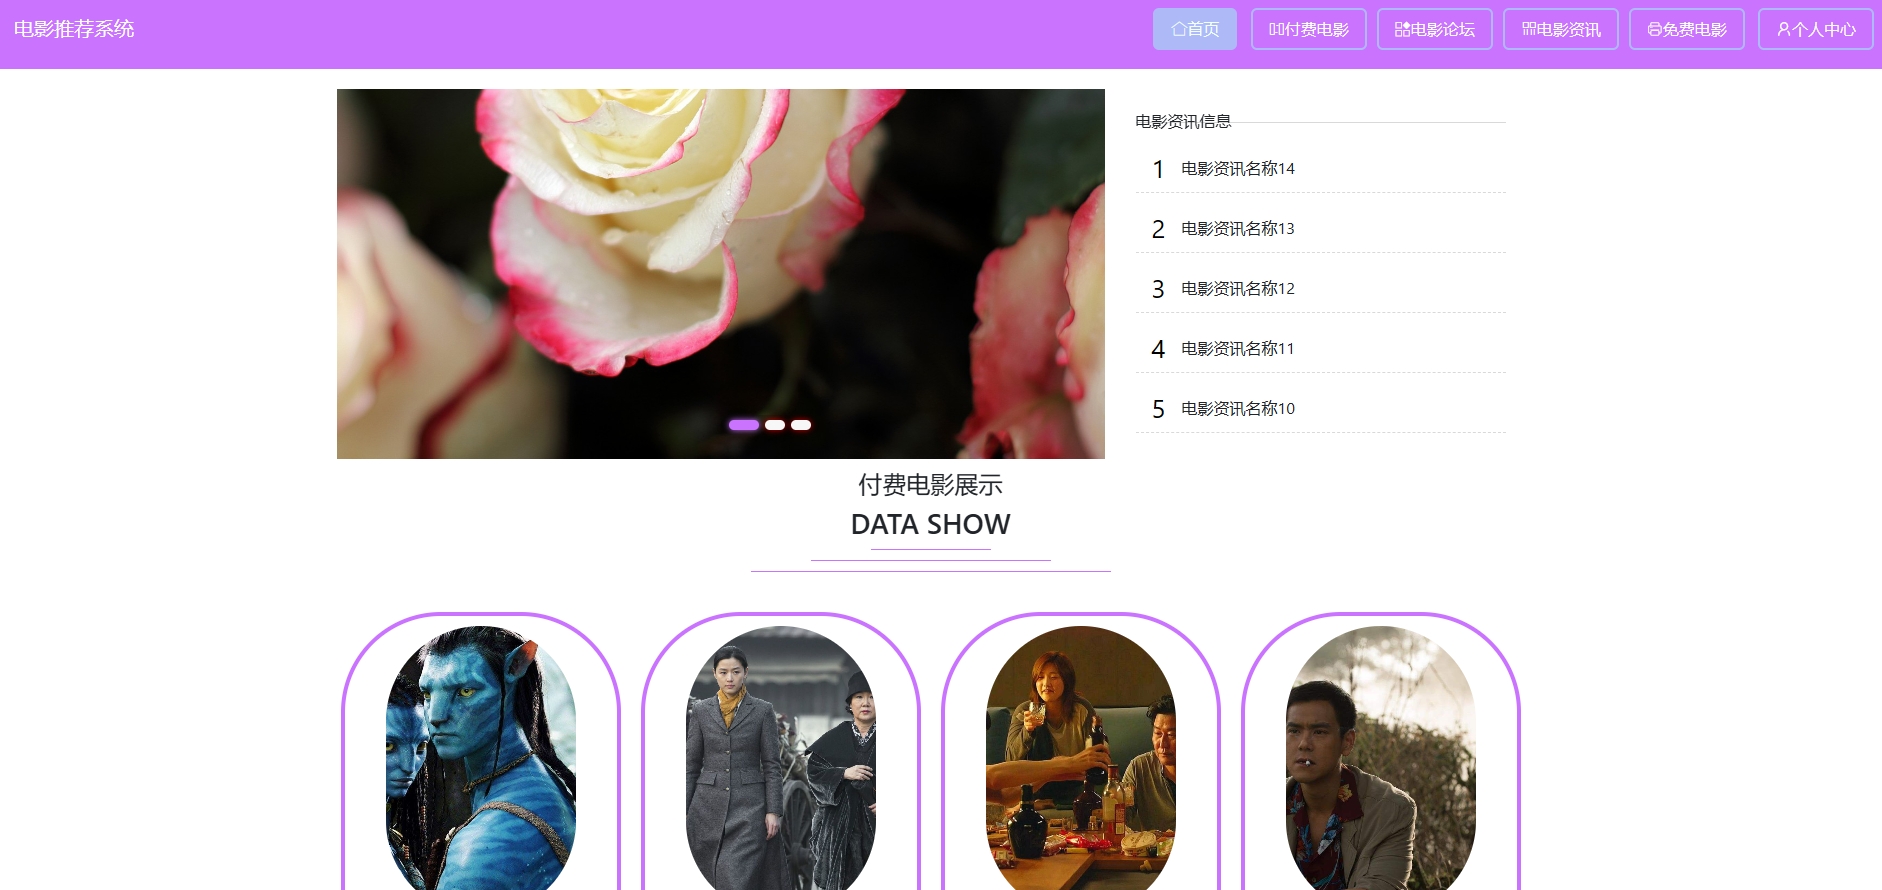 电影推荐系统
首页
付费电影
电影论坛
电影资讯
免费电影
个人中心
电影资讯信息
1 电影资讯名称14
2 电影资讯名称13
3 电影资讯名称12
4 电影资讯名称11
5 电影资讯名称10
付费电影展示
DATA SHOW